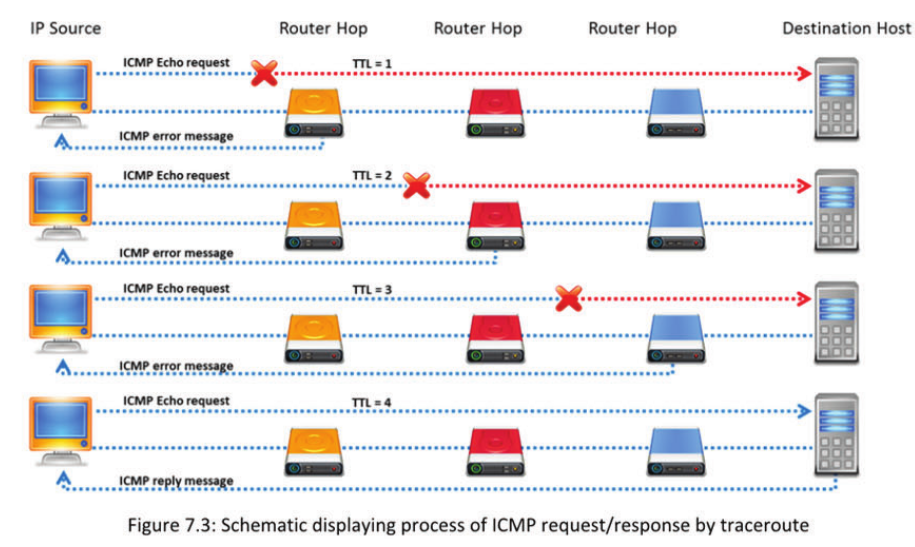 IP Source Router Hop Router Hop Router Hop Destination Host
ICMP Echo request TTL = 1
ICMP error message
ICMP Echo request TTL = 2
ICMP error message
ICMP Echo request TTL = 3
ICMP error message
ICMP Echo request TTL = 4
ICMP reply message
Figure 7.3: Schematic displaying process of ICMP request/response by traceroute